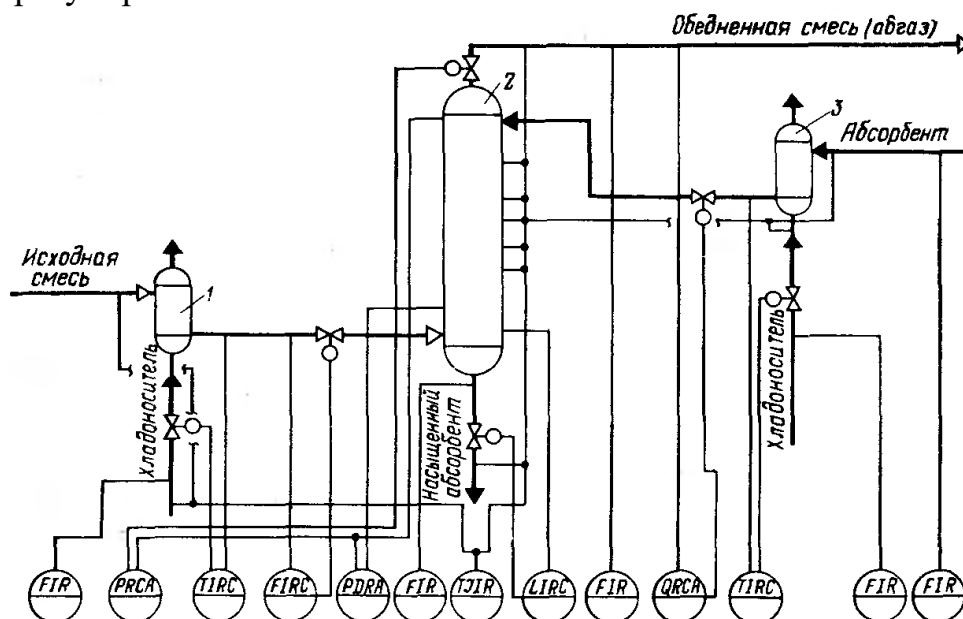 Обедненная смесь (абгаз)
2
3
Абсорбент
Исходная
смесь
1
Хладоноситель
Насыщенный
абсорбент
Хладоноситель
FIR
PRCA
TIRC
FIRC
PDRA
FIR
TJIR
LIRC
FIR
QRCA
TIRC
FIR
FIR